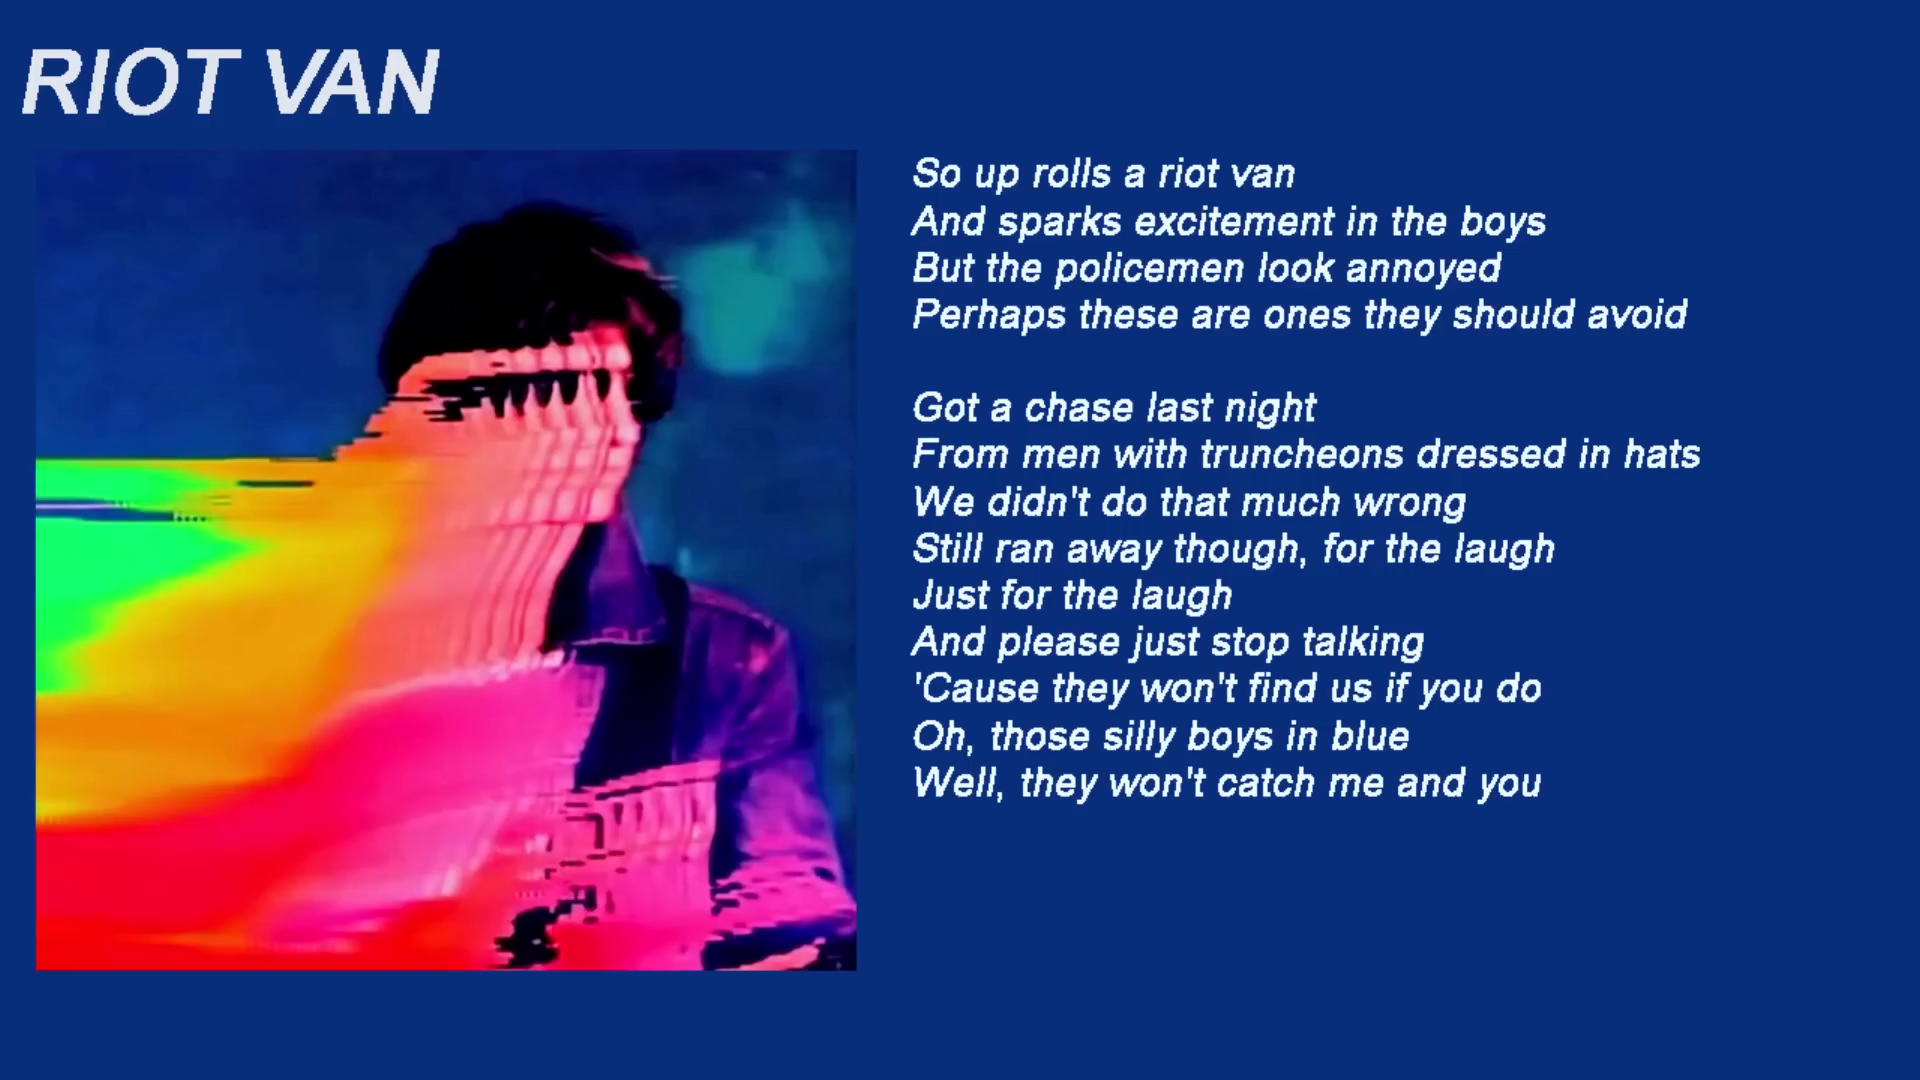 RIOT VAN
So up rolls a riot van
And sparks excitement in the boys
But the policemen look annoyed
Perhaps these are ones they should avoid
Got a chase last night
From men with truncheons dressed in hats
We didn't do that much wrong
Still ran away though, for the laugh
Just for the laugh
And please just stop talking
'Cause they won't find us if you do
Oh, those silly boys in blue
Well, they won't catch me and you